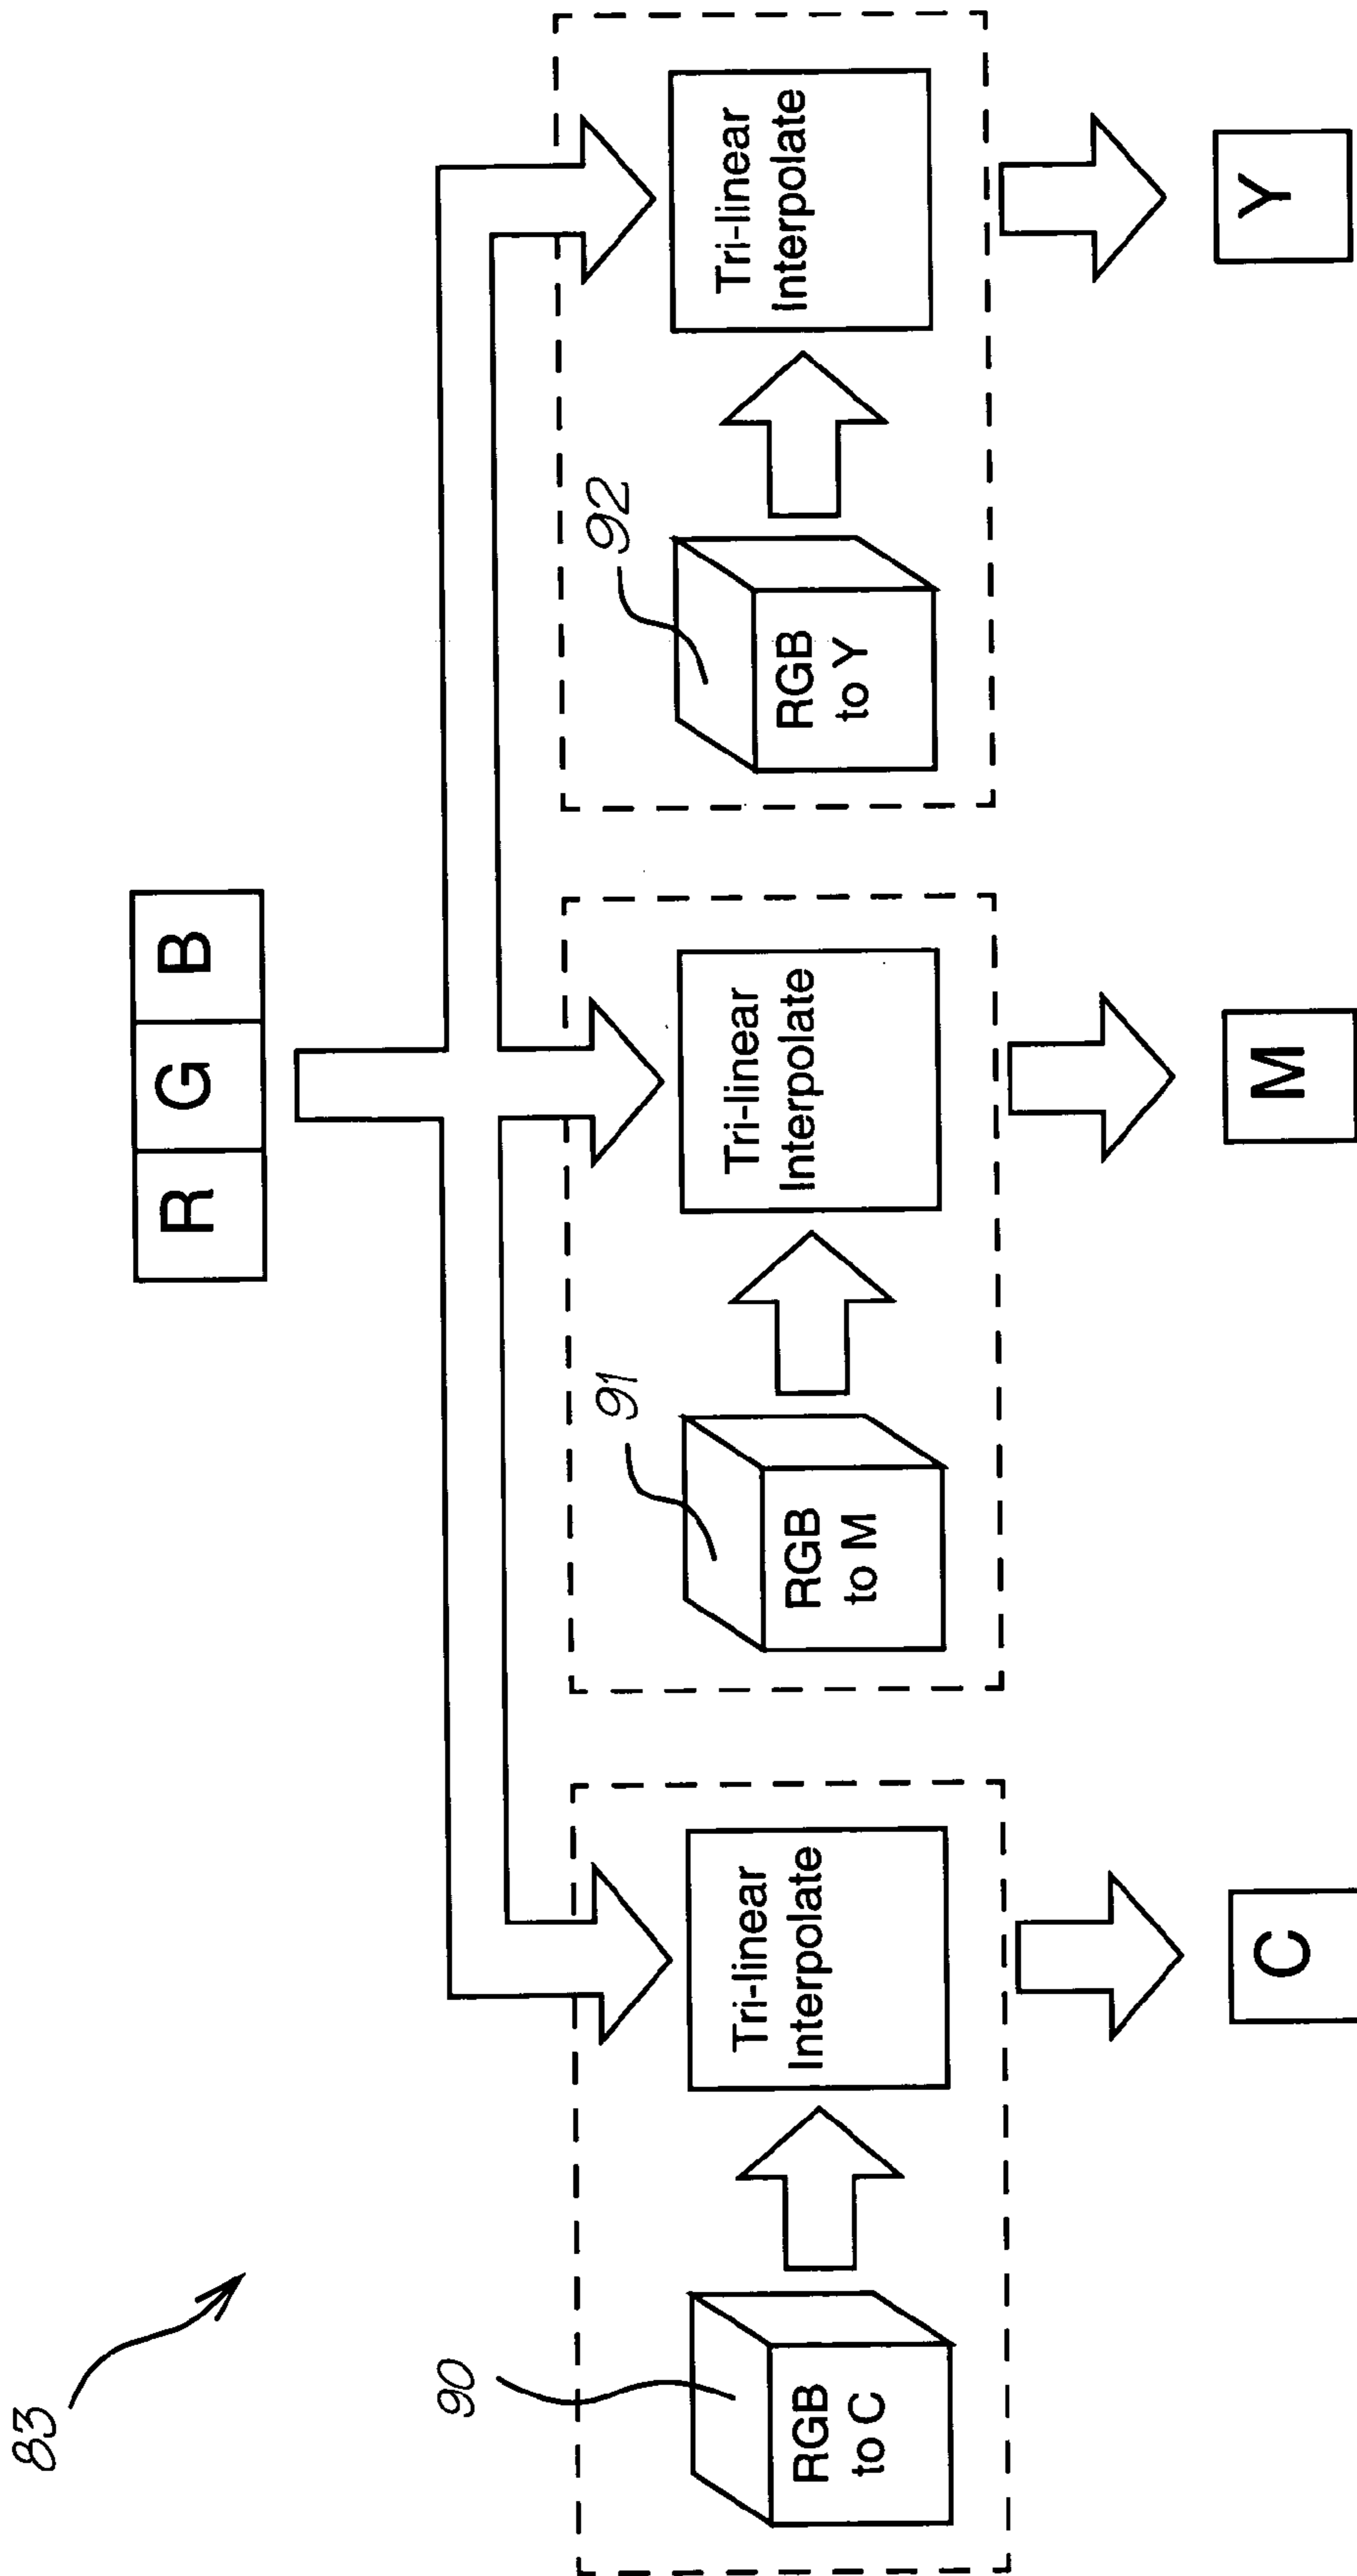 83
R G B
90
RGB
to C
Tri-linear
Interpolate
91
RGB
to M
Tri-linear
Interpolate
92
RGB
to Y
Tri-linear
Interpolate
C
M
Y